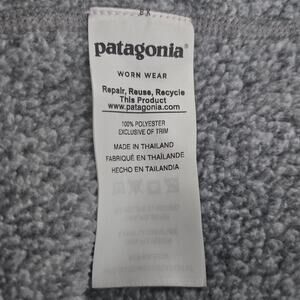 patagonia®
WORN WEAR
Repair, Reuse, Recycle
This Product
www.patagonia.com
100% POLYESTER
EXCLUSIVE OF TRIM
MADE IN THAILAND
FABRIQUÉ EN THAÏLANDE
HECHO EN TAILANDIA